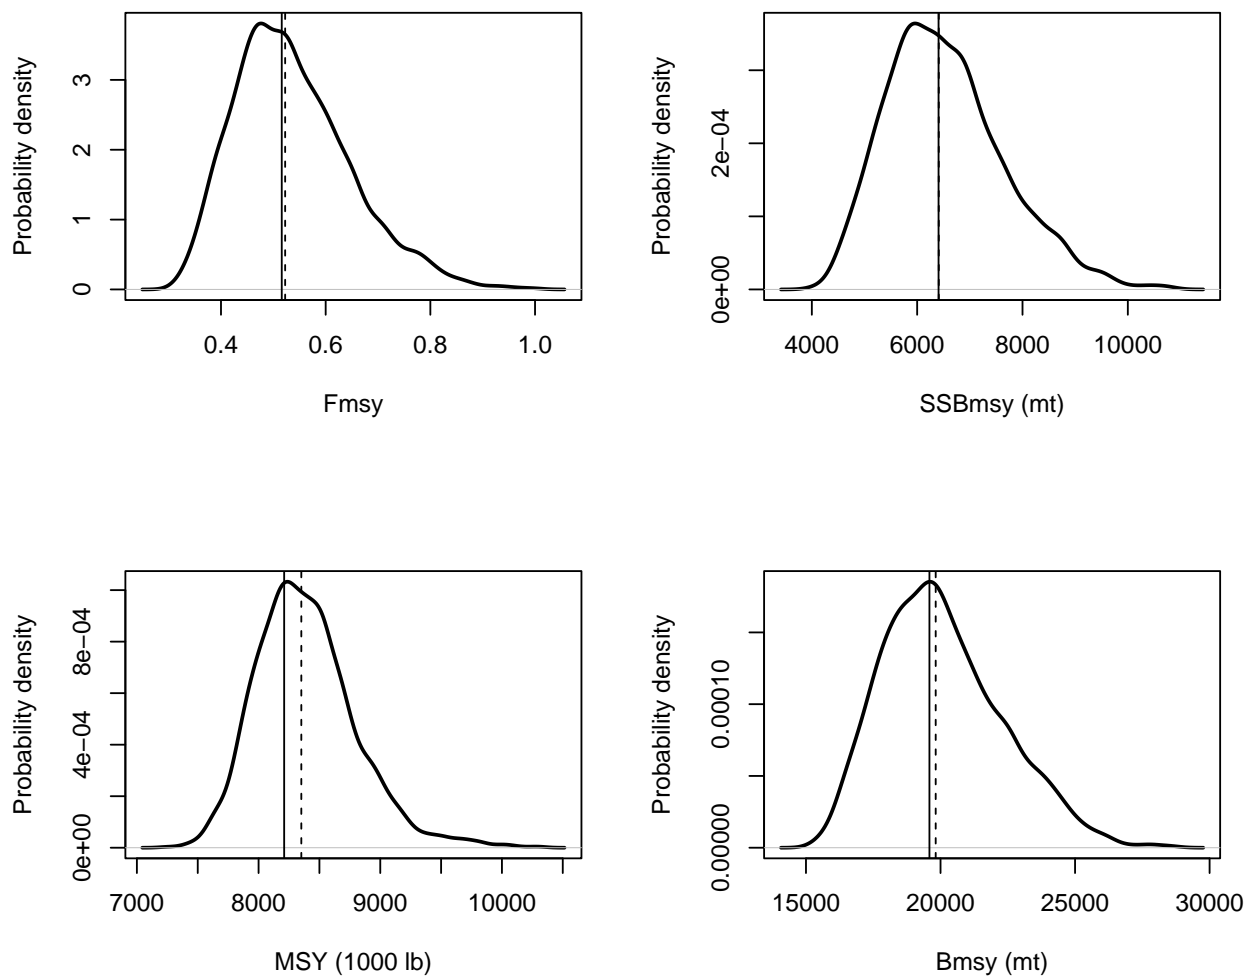 Probability density
0 1 2 3
0.4 0.6 0.8 1.0
Fmsy
Probability density
0e+00 2e−04
4000 6000 8000 10000
SSBmsy (mt)
Probability density
0e+00 4e−04 8e−04
7000 8000 9000 10000
MSY (1000 lb)
Probability density
0.00000 0.00010
15000 20000 25000 30000
Bmsy (mt)